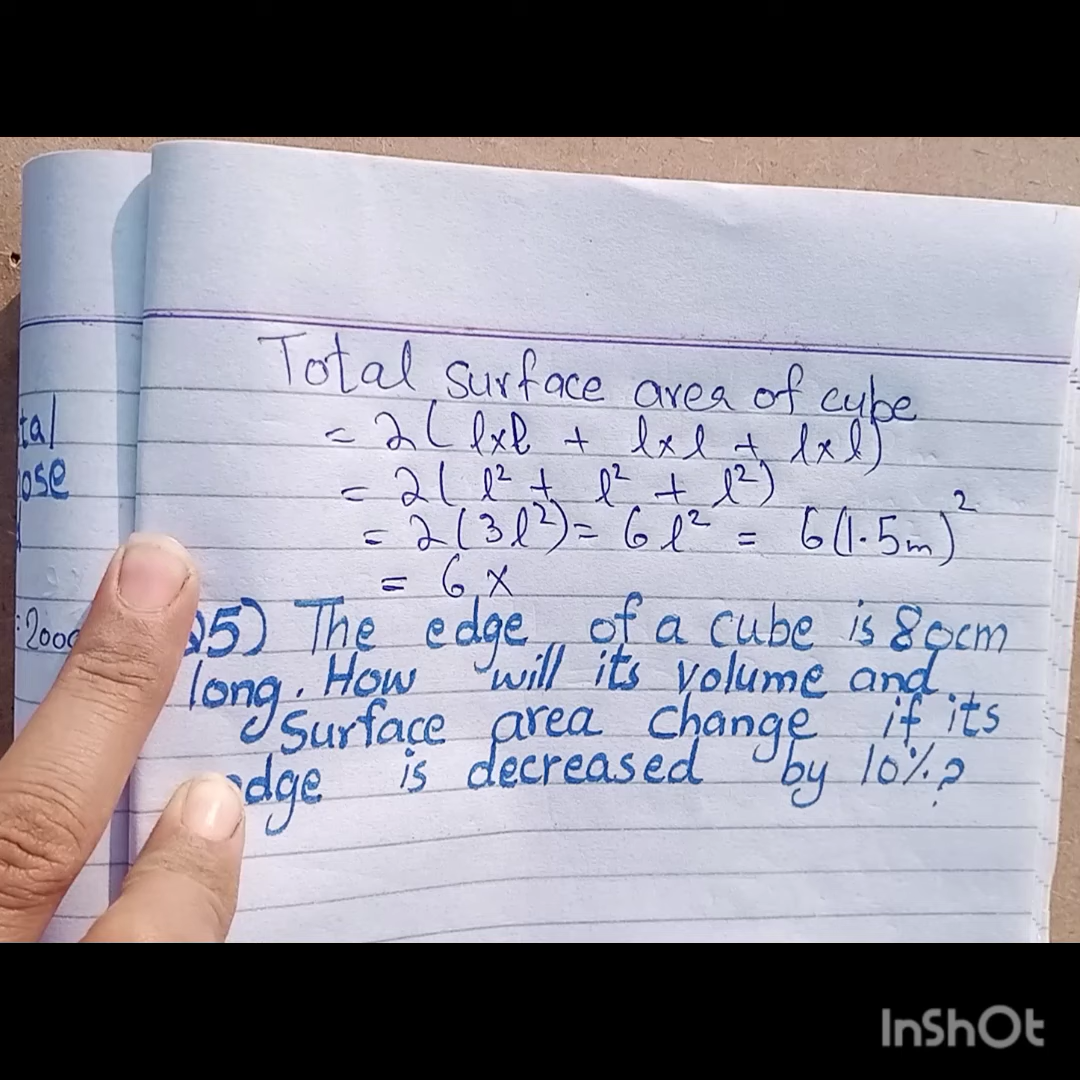 Total surface area of cube
= 2(l×l + l×l + l×l)
= 2(l² + l² + l²)
= 2(3l²) = 6l² = 6(1.5m)²
= 6×
tal
ose
:2000
Q5) The edge of a cube is 80cm
long. How will its volume and
surface area change if its
edge is decreased by 10%?
InShOt